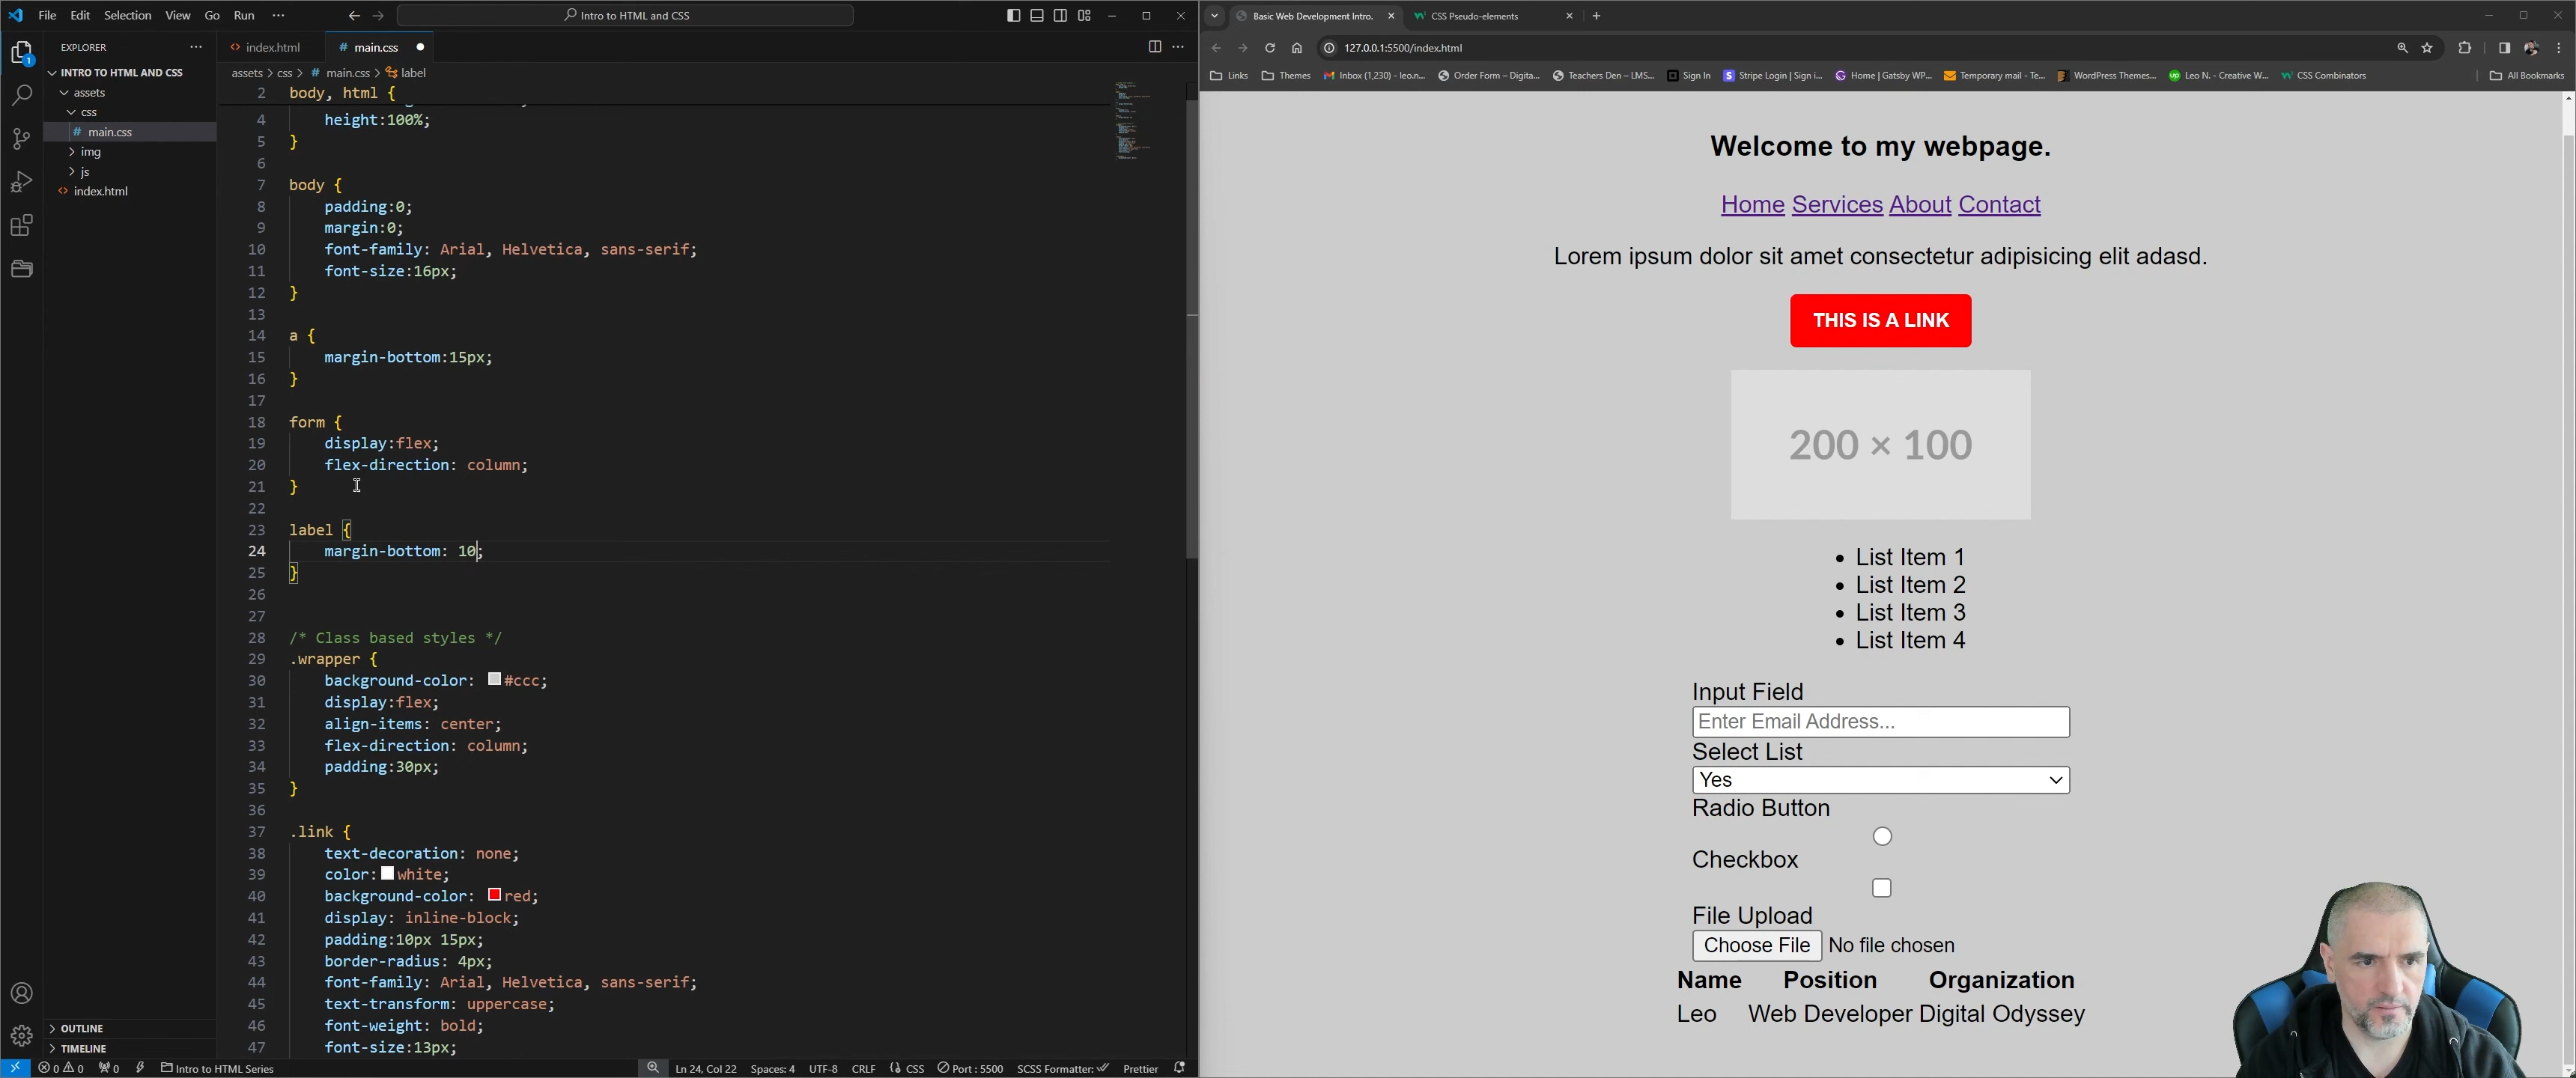 File Edit Selection View Go Run ··· Intro to HTML and CSS
EXPLORER ···
INTRO TO HTML AND CSS
assets
css
# main.css
img
js
<> index.html
OUTLINE
TIMELINE
<> index.html # main.css
assets > css > # main.css > label
2 body, html {
4 height:100%;
5 }
6
7 body {
8 padding:0;
9 margin:0;
10 font-family: Arial, Helvetica, sans-serif;
11 font-size:16px;
12 }
13
14 a {
15 margin-bottom:15px;
16 }
17
18 form {
19 display:flex;
20 flex-direction: column;
21 }
22
23 label {
24 margin-bottom: 10;
25 }
26
27
28 /* Class based styles */
29 .wrapper {
30 background-color: #ccc;
31 display:flex;
32 align-items: center;
33 flex-direction: column;
34 padding:30px;
35 }
36
37 .link {
38 text-decoration: none;
39 color: white;
40 background-color: red;
41 display: inline-block;
42 padding:10px 15px;
43 border-radius: 4px;
44 font-family: Arial, Helvetica, sans-serif;
45 text-transform: uppercase;
46 font-weight: bold;
47 font-size:13px;
0 0 0 Intro to HTML Series Ln 24, Col 22 Spaces: 4 UTF-8 CRLF {} CSS Port : 5500 SCSS Formatter: Prettier
Basic Web Development Intro. CSS Pseudo-elements
127.0.0.1:5500/index.html
Links Themes Inbox (1,230) - leo.n... Order Form – Digita... Teachers Den – LMS... Sign In Stripe Login | Sign i... Home | Gatsby WP... Temporary mail - Te... WordPress Themes... Leo N. - Creative W... CSS Combinators All Bookmarks
Welcome to my webpage.
Home Services About Contact
Lorem ipsum dolor sit amet consectetur adipisicing elit adasd.
THIS IS A LINK
200 × 100
• List Item 1
• List Item 2
• List Item 3
• List Item 4
Input Field
Enter Email Address...
Select List
Yes
Radio Button
Checkbox
File Upload
Choose File No file chosen
Name Position Organization
Leo Web Developer Digital Odyssey